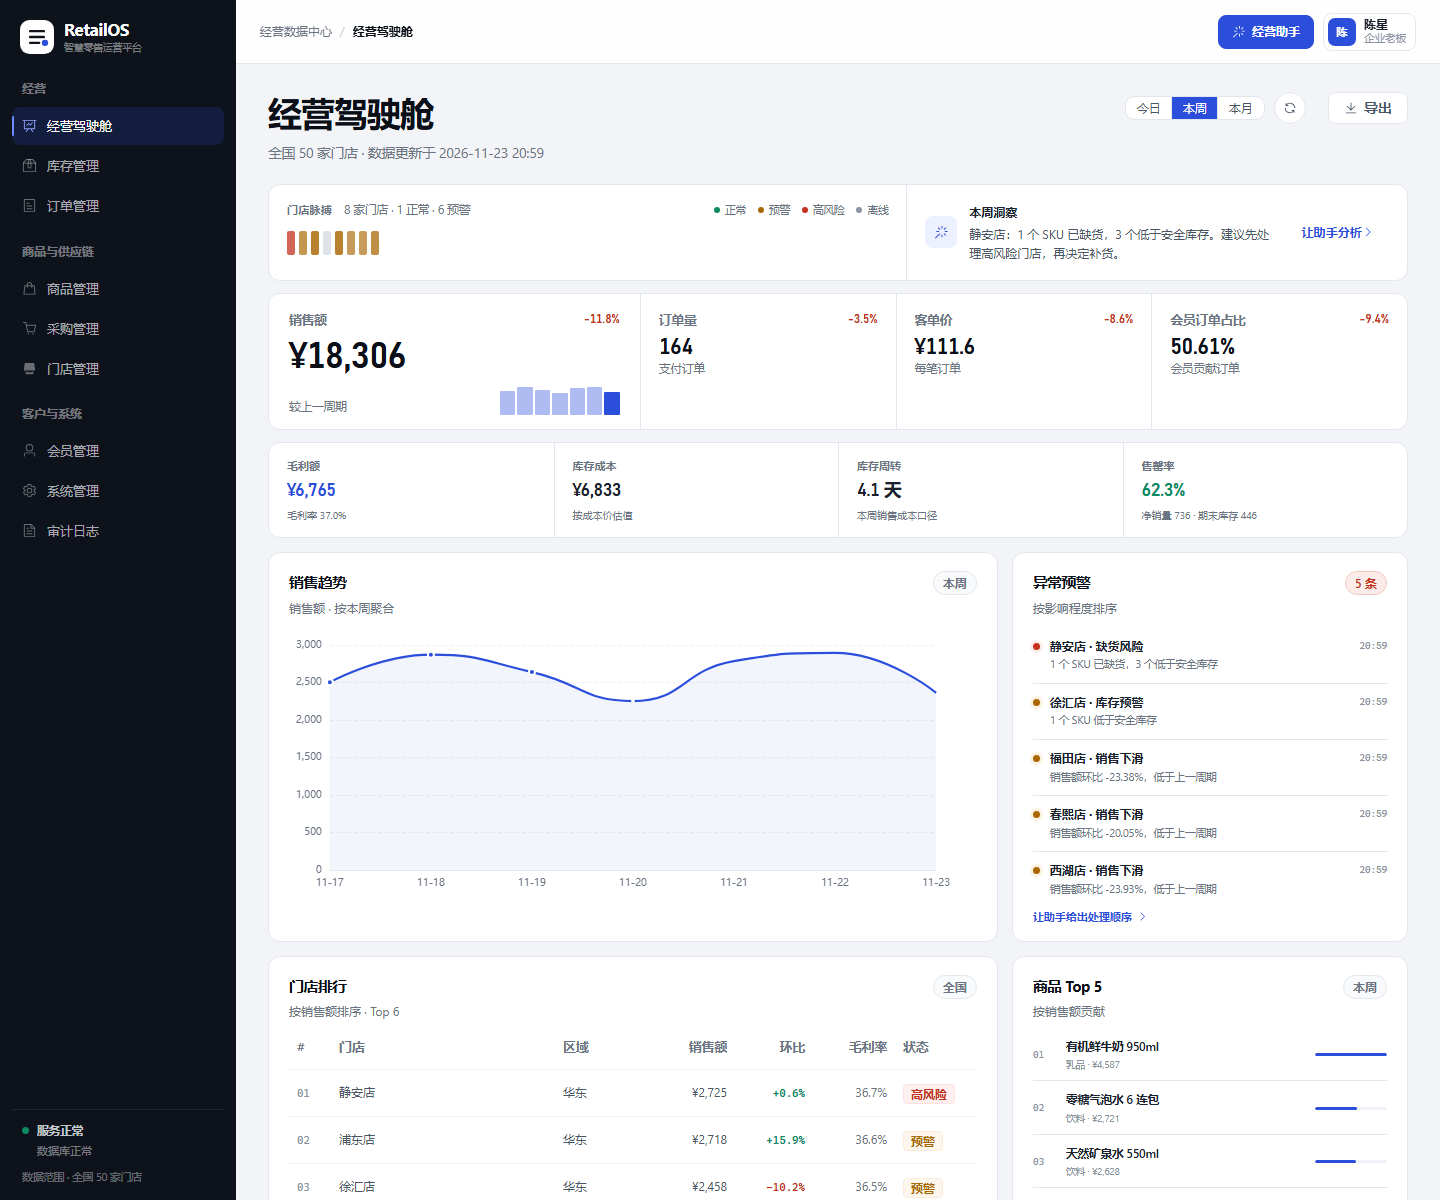 RetailOS
智慧零售运营平台
经营
经营驾驶舱
库存管理
订单管理
商品与供应链
商品管理
采购管理
门店管理
客户与系统
会员管理
系统管理
审计日志
服务正常
数据库正常
数据范围 · 全国 50 家门店
经营数据中心 / 经营驾驶舱
经营助手
陈
陈星
企业老板
经营驾驶舱
全国 50 家门店 · 数据更新于 2026-11-23 20:59
今日 本周 本月
导出
门店脉搏 8 家门店 · 1 正常 · 6 预警
正常 预警 高风险 离线
本周洞察
静安店：1 个 SKU 已缺货，3 个低于安全库存。建议先处
理高风险门店，再决定补货。
让助手分析
销售额 -11.8%
¥18,306
较上一周期
订单量 -3.5%
164
支付订单
客单价 -8.6%
¥111.6
每笔订单
会员订单占比 -9.4%
50.61%
会员贡献订单
毛利额
¥6,765
毛利率 37.0%
库存成本
¥6,833
按成本价估值
库存周转
4.1 天
本周销售成本口径
售罄率
62.3%
净销量 736 · 期末库存 446
销售趋势 本周
销售额 · 按本周聚合
3,000
2,500
2,000
1,500
1,000
500
0
11-17 11-18 11-19 11-20 11-21 11-22 11-23
异常预警 5 条
按影响程度排序
静安店 · 缺货风险 20:59
1 个 SKU 已缺货，3 个低于安全库存
徐汇店 · 库存预警 20:59
1 个 SKU 低于安全库存
福田店 · 销售下滑 20:59
销售额环比 -23.38%，低于上一周期
春熙店 · 销售下滑 20:59
销售额环比 -20.05%，低于上一周期
西湖店 · 销售下滑 20:59
销售额环比 -23.93%，低于上一周期
让助手给出处理顺序
门店排行 全国
按销售额排序 · Top 6
# 门店 区域 销售额 环比 毛利率 状态
01 静安店 华东 ¥2,725 +0.6% 36.7% 高风险
02 浦东店 华东 ¥2,718 +15.9% 36.6% 预警
03 徐汇店 华东 ¥2,458 -10.2% 36.5% 预警
商品 Top 5 本周
按销售额贡献
01 有机鲜牛奶 950ml
乳品 · ¥4,587
02 零糖气泡水 6 连包
饮料 · ¥2,721
03 天然矿泉水 550ml
饮料 · ¥2,628